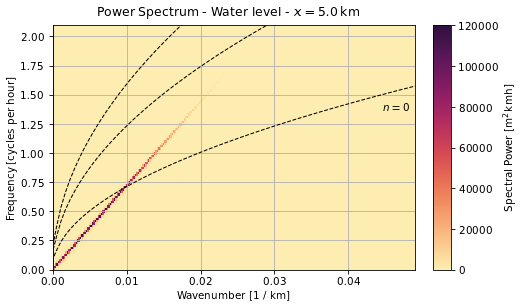 Power Spectrum - Water level - x = 5.0 km
2.00
1.75
1.50
1.25
1.00
0.75
0.50
0.25
0.00
Frequency [cycles per hour]
n = 0
0.00 0.01 0.02 0.03 0.04
Wavenumber [1 / km]
120000
100000
80000
60000
40000
20000
0
Spectral Power [m² km h]